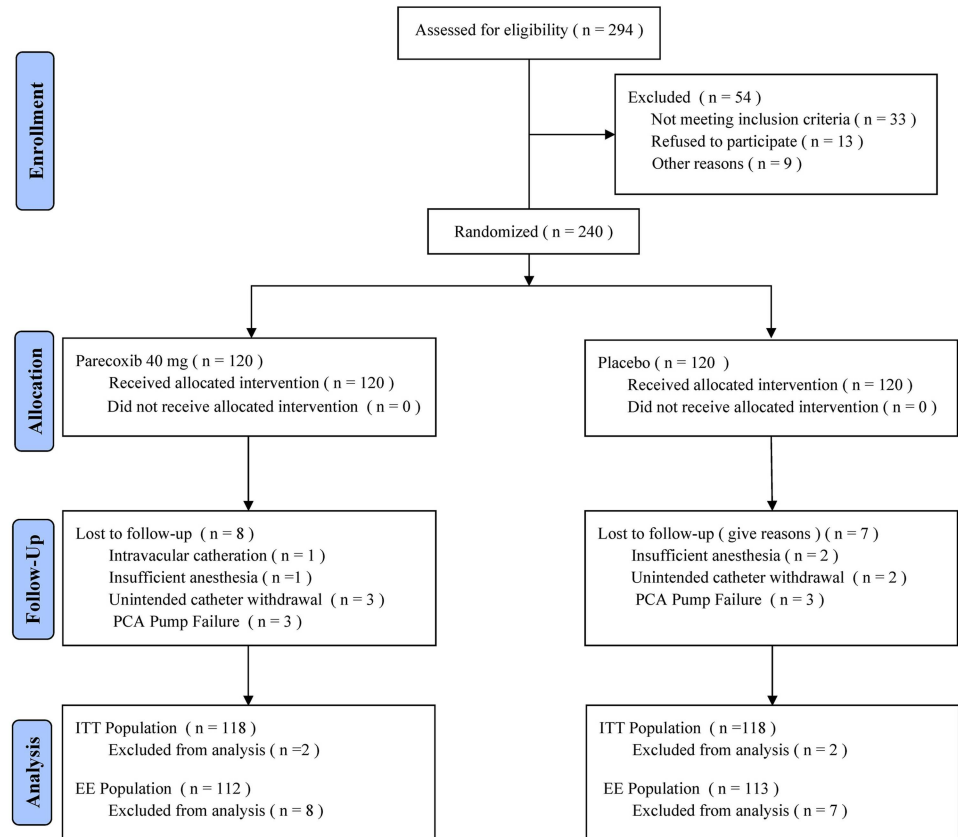 Enrollment
Assessed for eligibility ( n = 294 )
Excluded ( n = 54 )
Not meeting inclusion criteria ( n = 33 )
Refused to participate ( n = 13 )
Other reasons ( n = 9 )
Randomized ( n = 240 )
Allocation
Parecoxib 40 mg ( n = 120 )
Received allocated intervention ( n = 120 )
Did not receive allocated intervention ( n = 0 )
Placebo ( n = 120 )
Received allocated intervention ( n = 120 )
Did not receive allocated intervention ( n = 0 )
Follow-Up
Lost to follow-up ( n = 8 )
Intravacular catheration ( n = 1 )
Insufficient anesthesia ( n =1 )
Unintended catheter withdrawal ( n = 3 )
PCA Pump Failure ( n = 3 )
Lost to follow-up ( give reasons ) ( n = 7 )
Insufficient anesthesia ( n = 2 )
Unintended catheter withdrawal ( n = 2 )
PCA Pump Failure ( n = 3 )
Analysis
ITT Population ( n = 118 )
Excluded from analysis ( n =2 )
EE Population ( n = 112 )
Excluded from analysis ( n = 8 )
ITT Population ( n =118 )
Excluded from analysis ( n = 2 )
EE Population ( n = 113 )
Excluded from analysis ( n = 7 )